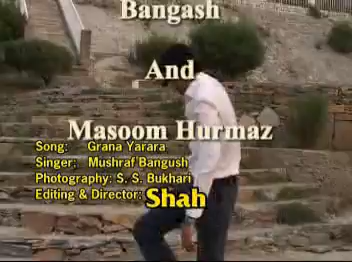 Bangash
And
Masoom Hurmaz
Song: Grana Yarara
Singer: Mushraf Bangush
Photography: S. S. Bukhari
Editing & Director: Shah